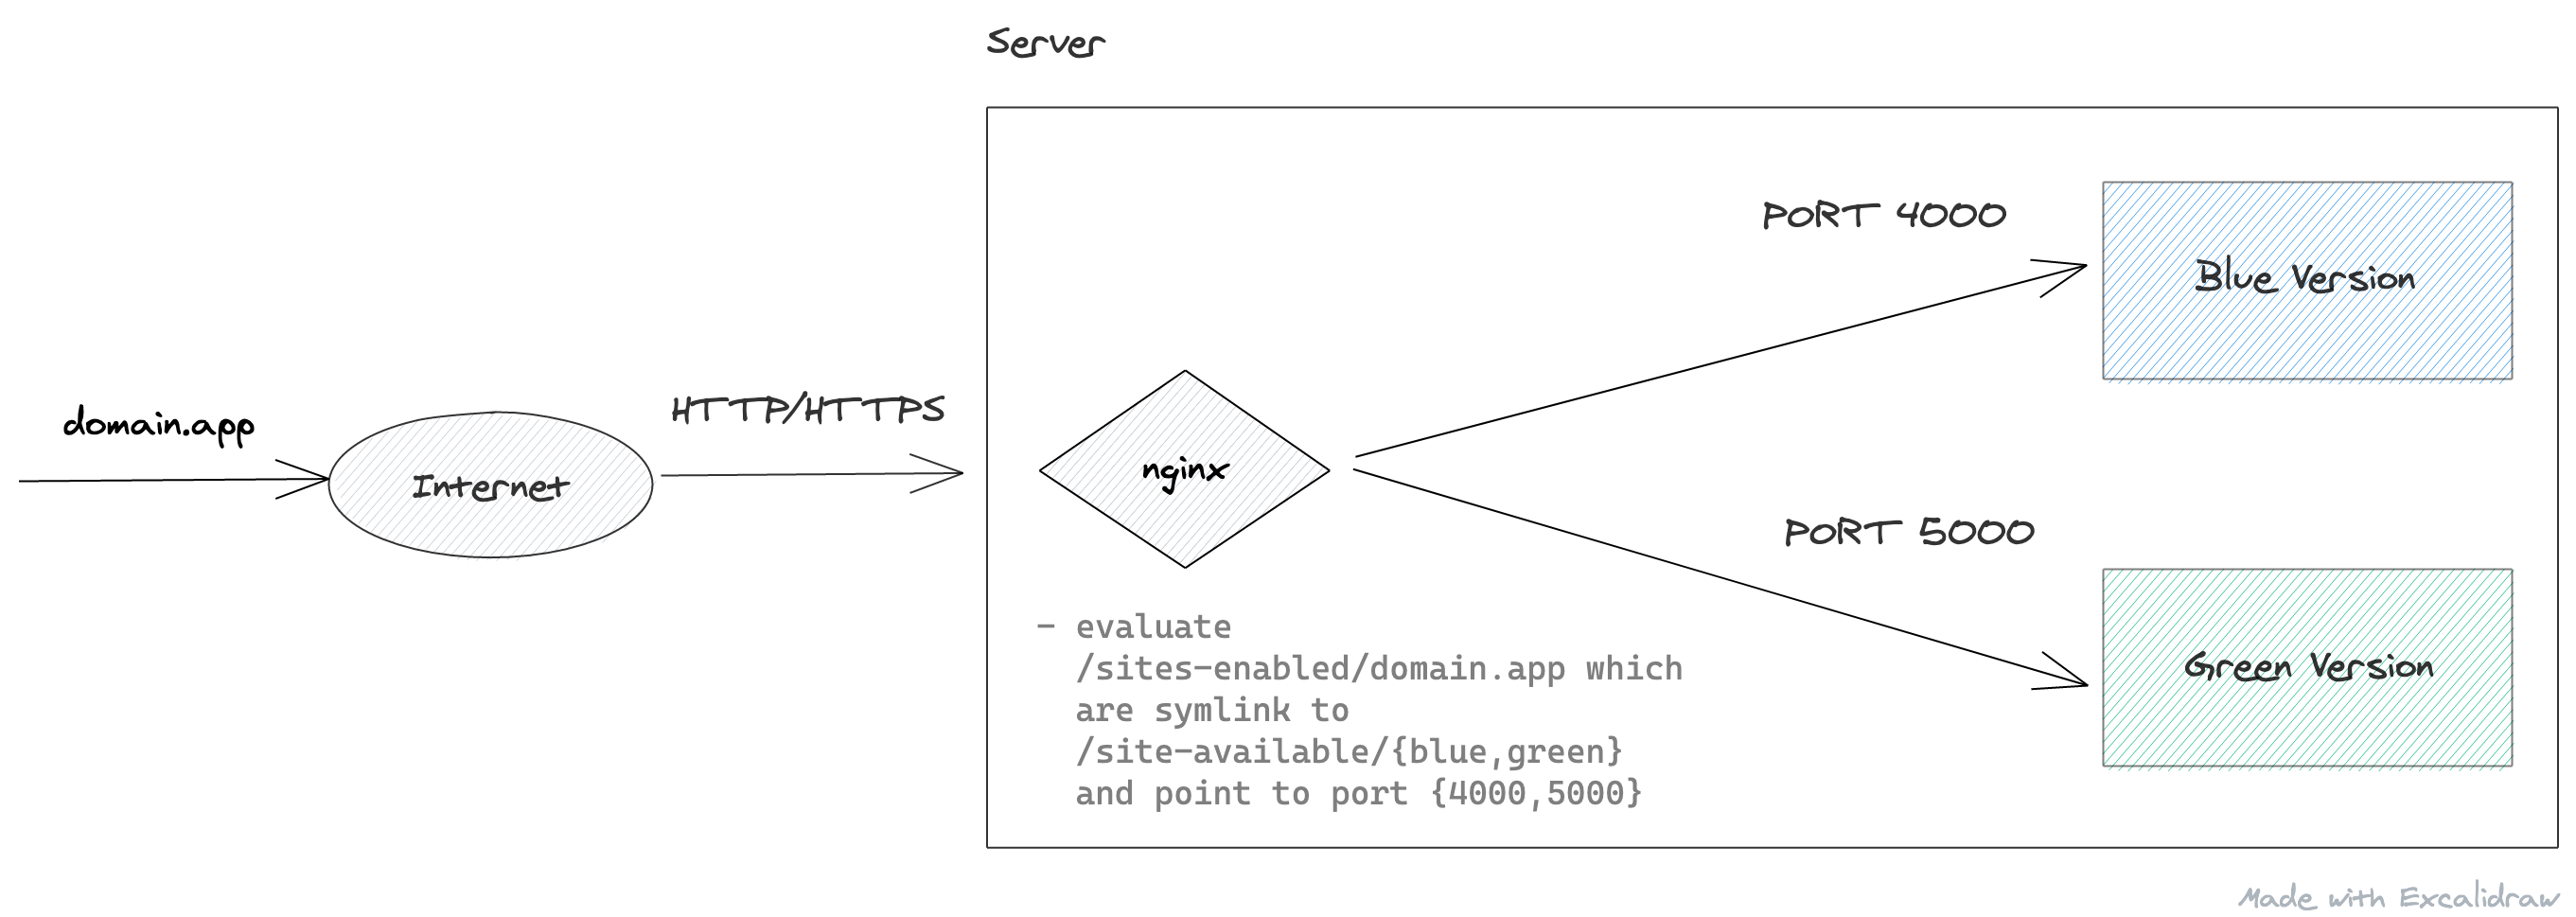 Server
PORT 4000
Blue Version
domain.app
HTTP/HTTPS
Internet
nginx
PORT 5000
- evaluate
/sites-enabled/domain.app which
are symlink to
/site-available/{blue,green}
and point to port {4000,5000}
Green Version
Made with Excalidraw